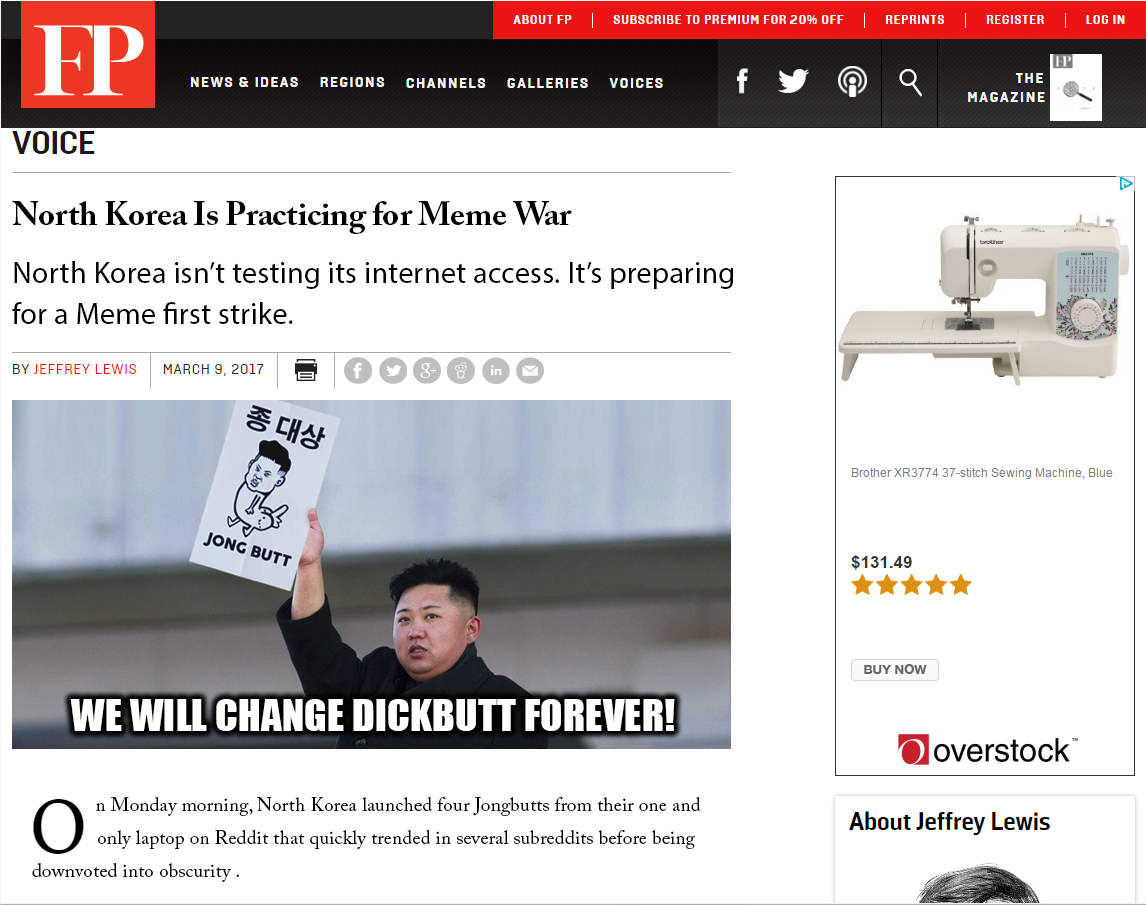 FP
ABOUT FP
SUBSCRIBE TO PREMIUM FOR 20% OFF
REPRINTS
REGISTER
LOG IN
NEWS & IDEAS
REGIONS
CHANNELS
GALLERIES
VOICES
THE
MAGAZINE
FP
VOICE
North Korea Is Practicing for Meme War
North Korea isn't testing its internet access. It's preparing
for a Meme first strike.
BY JEFFREY LEWIS
MARCH 9, 2017
종 대상
JONG BUTT
WE WILL CHANGE DICKBUTT FOREVER!
On Monday morning, North Korea launched four Jongbutts from their one and
only laptop on Reddit that quickly trended in several subreddits before being
downvoted into obscurity .
brother
Brother XR3774 37-stitch Sewing Machine, Blue
$131.49
BUY NOW
overstock™
About Jeffrey Lewis